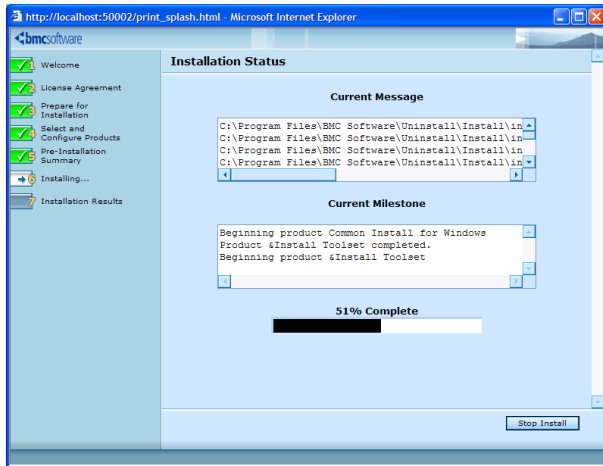 http://localhost:50002/print_splash.html - Microsoft Internet Explorer
bmcsoftware
1 Welcome
2 License Agreement
3 Prepare for
Installation
4 Select and
Configure Products
5 Pre-Installation
Summary
6 Installing...
7 Installation Results
Installation Status
Current Message
C:\Program Files\BMC Software\Uninstall\Install\in
C:\Program Files\BMC Software\Uninstall\Install\in
C:\Program Files\BMC Software\Uninstall\Install\in
C:\Program Files\BMC Software\Uninstall\Install\in
Current Milestone
Beginning product Common Install for Windows
Product &Install Toolset completed.
Beginning product &Install Toolset
51% Complete
Stop Install